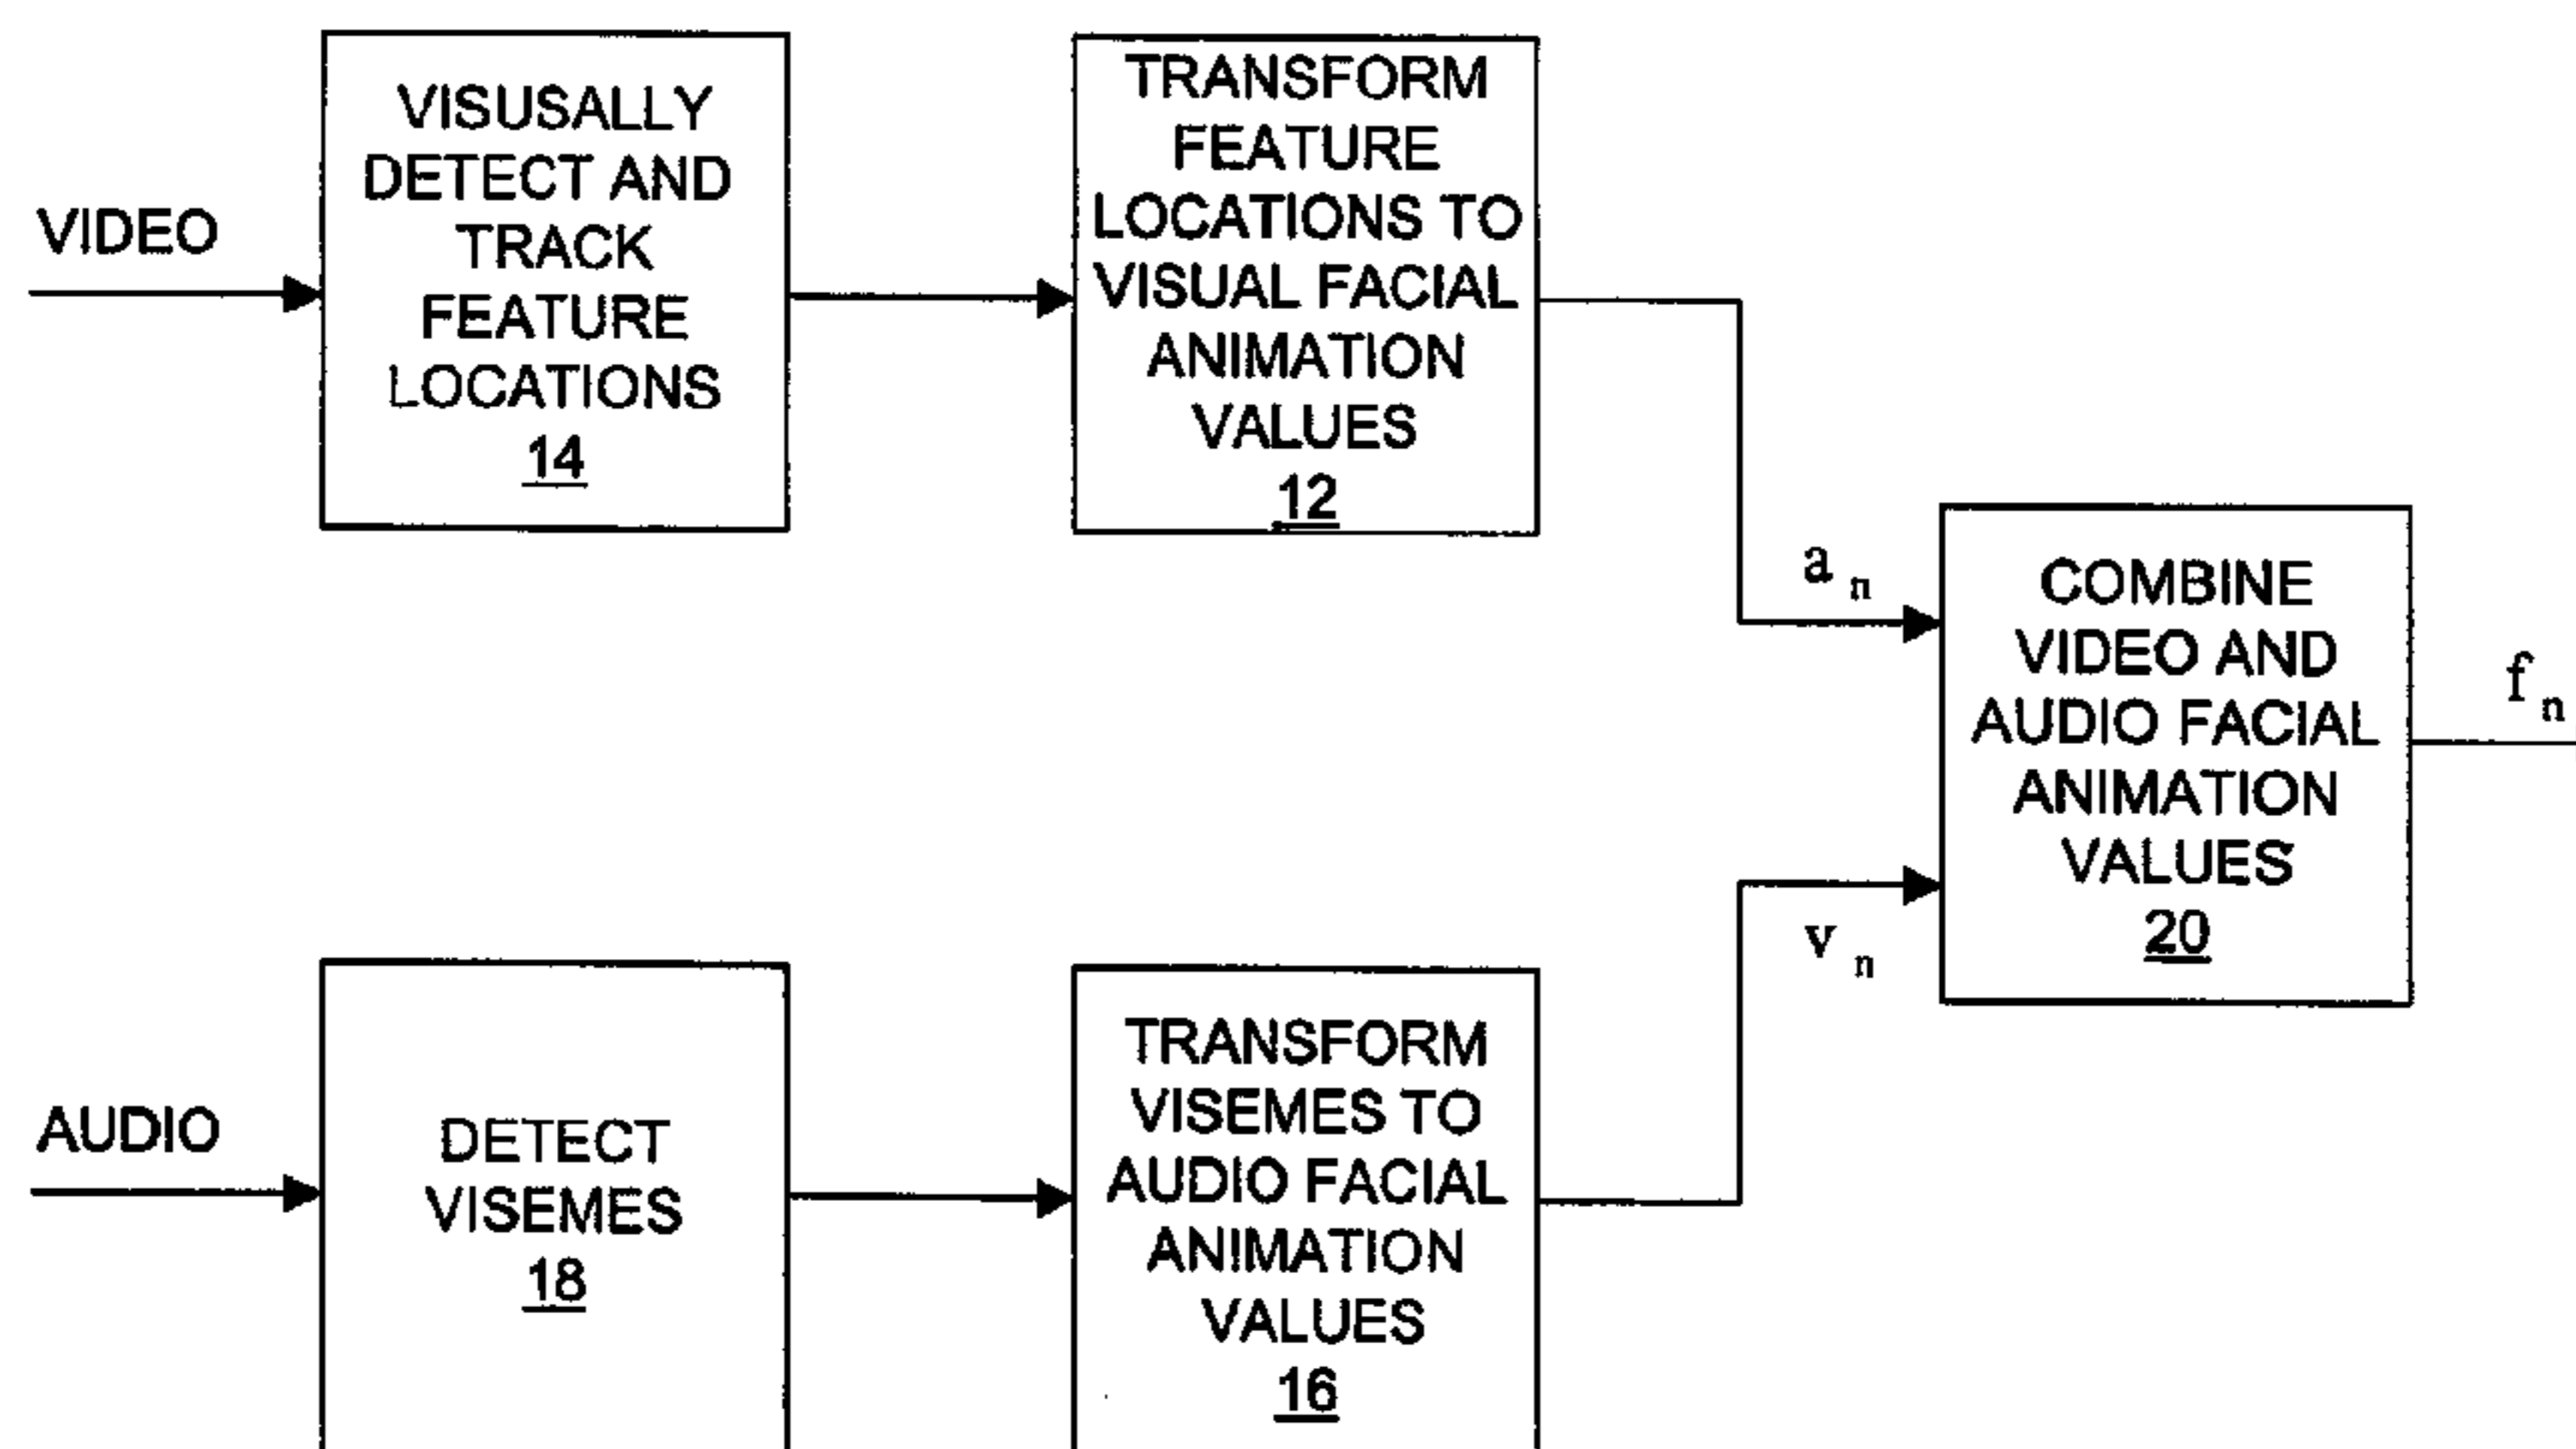 VIDEO
VISUSALLY
DETECT AND
TRACK
FEATURE
LOCATIONS
14
TRANSFORM
FEATURE
LOCATIONS TO
VISUAL FACIAL
ANIMATION
VALUES
12
a n
COMBINE
VIDEO AND
AUDIO FACIAL
ANIMATION
VALUES
20
f n
AUDIO
DETECT
VISEMES
18
TRANSFORM
VISEMES TO
AUDIO FACIAL
ANIMATION
VALUES
16
v n